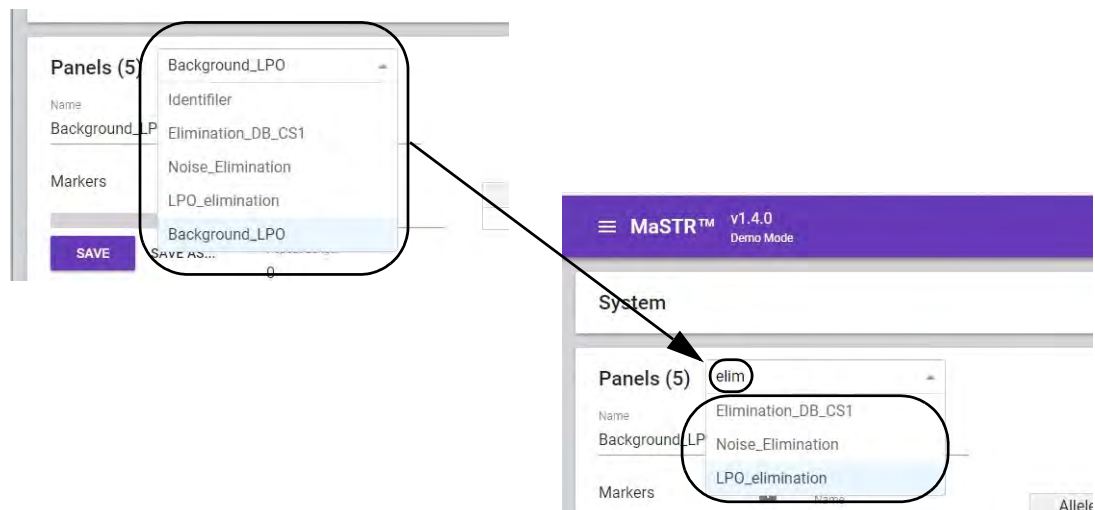 Panels (5)
Background_LPO
Identifiler
Elimination_DB_CS1
Noise_Elimination
LPO_elimination
Background_LPO
Name
Background_LP
Markers
SAVE
SAVE AS...
0
MaSTR™
v1.4.0
Demo Mode
System
Panels (5)
elim
Elimination_DB_CS1
Noise_Elimination
LPO_elimination
Name
Background_LP
Markers
Name
Allele